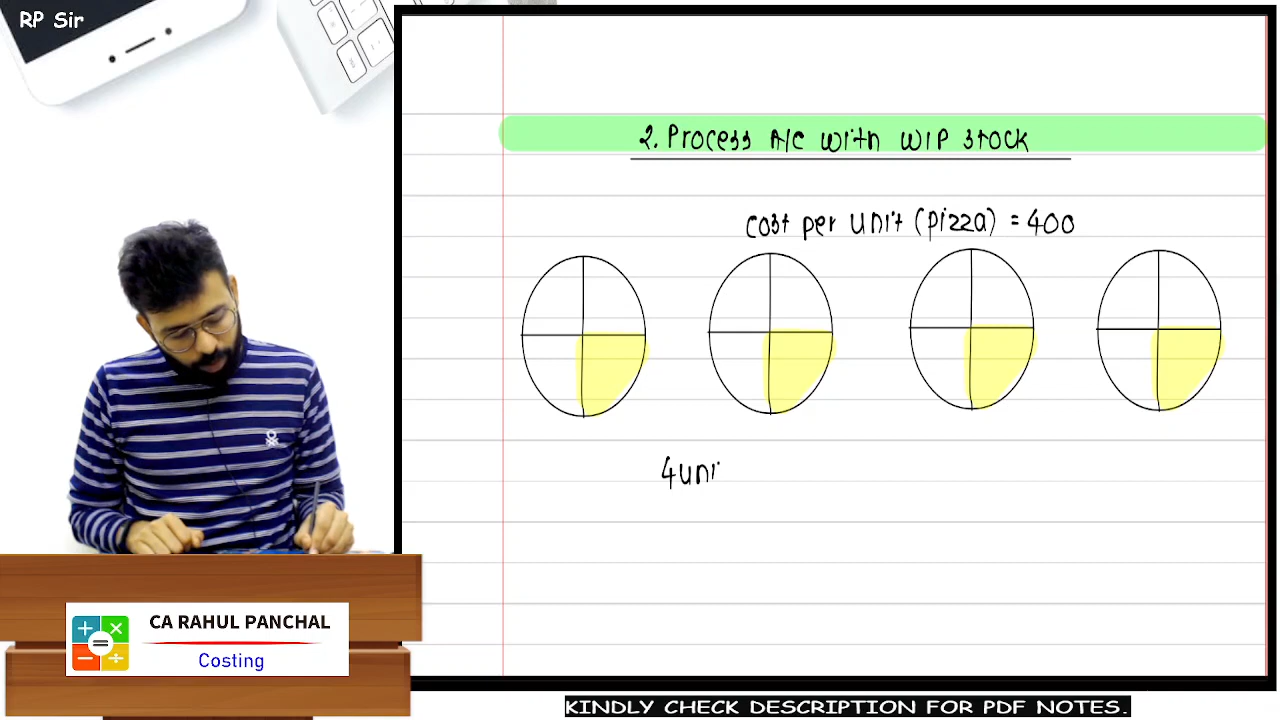 RP Sir
2. Process A/c with WIP Stock
cost per unit (pizza) = 400
4uni
CA RAHUL PANCHAL
Costing
KINDLY CHECK DESCRIPTION FOR PDF NOTES.